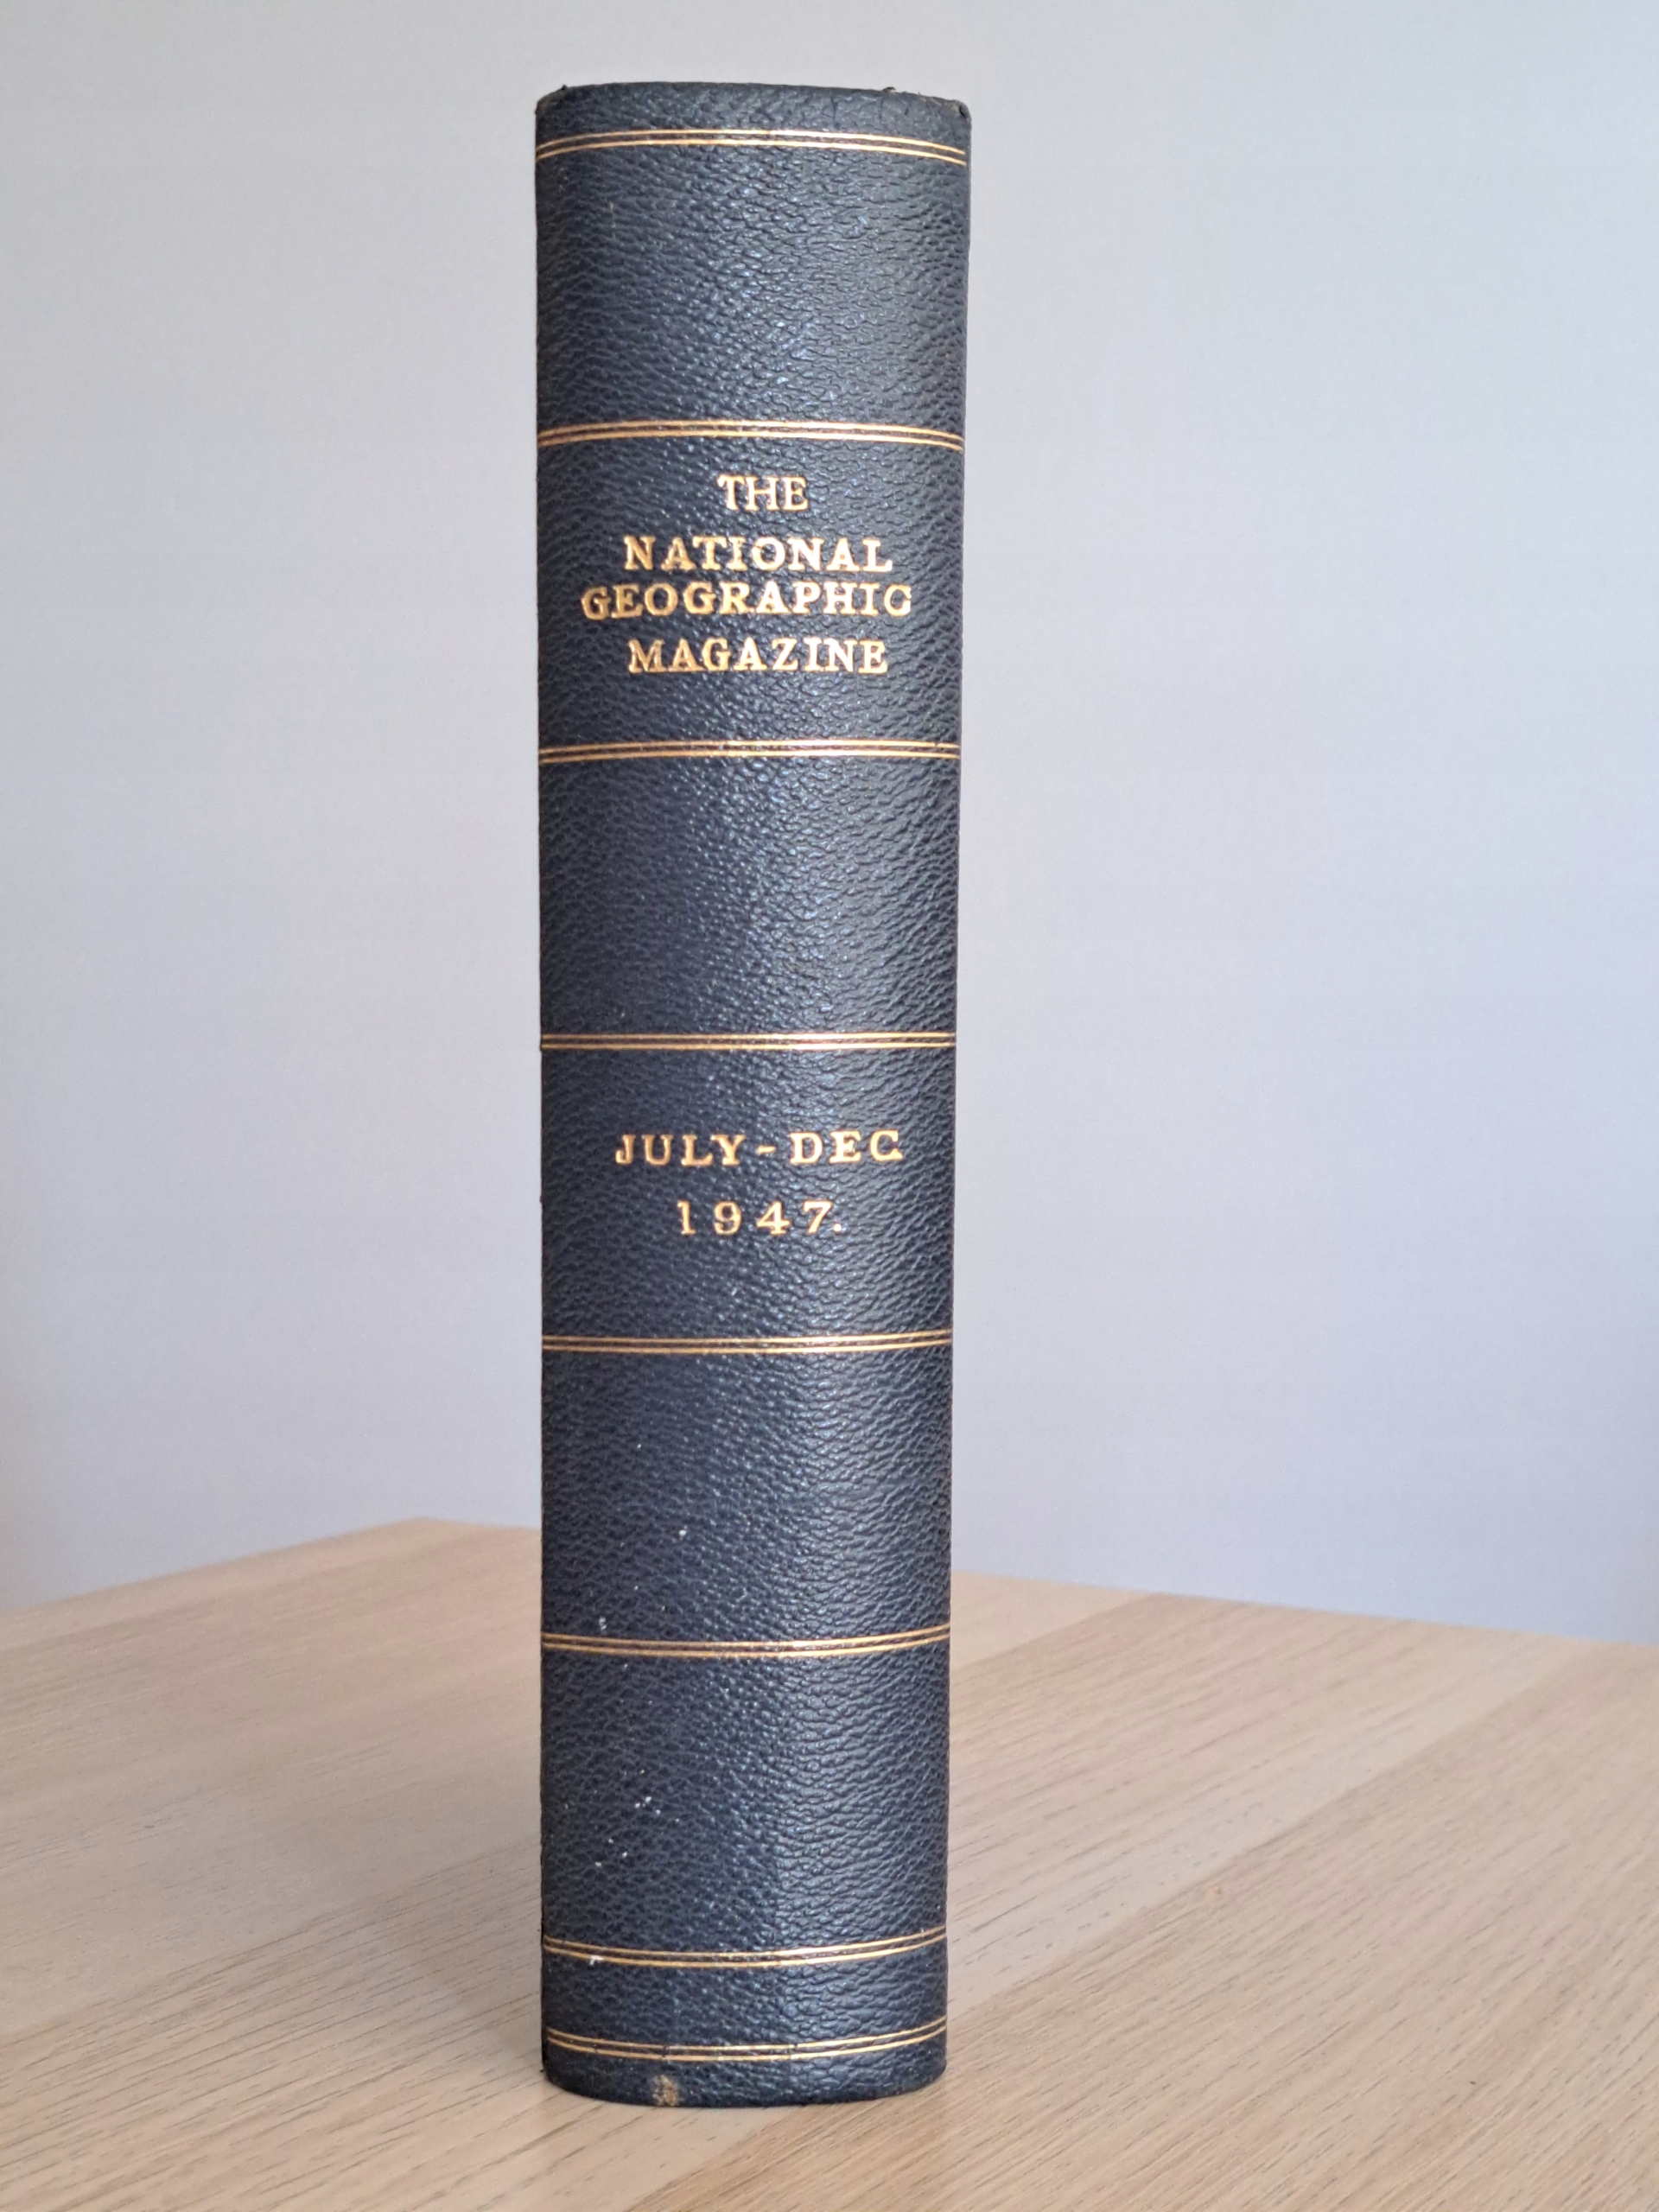 THE
NATIONAL
GEOGRAPHIC
MAGAZINE
JULY-DEC.
1947.